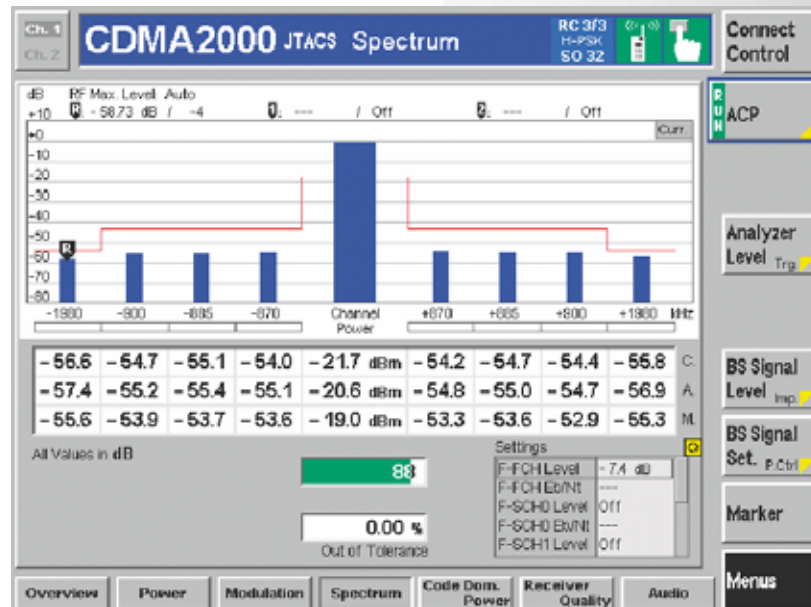 Ch. 1
Ch. 2
CDMA2000 JTACS Spectrum
RC 3/3
H-PSK
SO 32
Connect
Control
dB RF Max. Level Auto
+10 R - 58.73 dB / -4 1: --- / Off 2: --- / Off
Curr.
+0
-10
-20
-30
-40
-50
-60
-70
-80
R
-1980 -900 -885 -870 Channel Power +870 +885 +900 +1980 kHz
RUN
ACP
Analyzer
Level Trg.
BS Signal
Level Imp.
BS Signal
Set. P.Ctrl
Marker
Menus
-56.6 -54.7 -55.1 -54.0 -21.7 dBm -54.2 -54.7 -54.4 -55.8 C.
-57.4 -55.2 -55.4 -55.1 -20.6 dBm -54.8 -55.0 -54.7 -56.9 A.
-55.6 -53.9 -53.7 -53.6 -19.0 dBm -53.3 -53.6 -52.9 -55.3 M.
All Values in dB
88
0.00 %
Out of Tolerance
Settings
F-FCH Level - 7.4 dB
F-FCH Eb/Nt ---
F-SCH0 Level Off
F-SCH0 Eb/Nt ---
F-SCH1 Level Off
Overview
Power
Modulation
Spectrum
Code Dom.
Power
Receiver
Quality
Audio